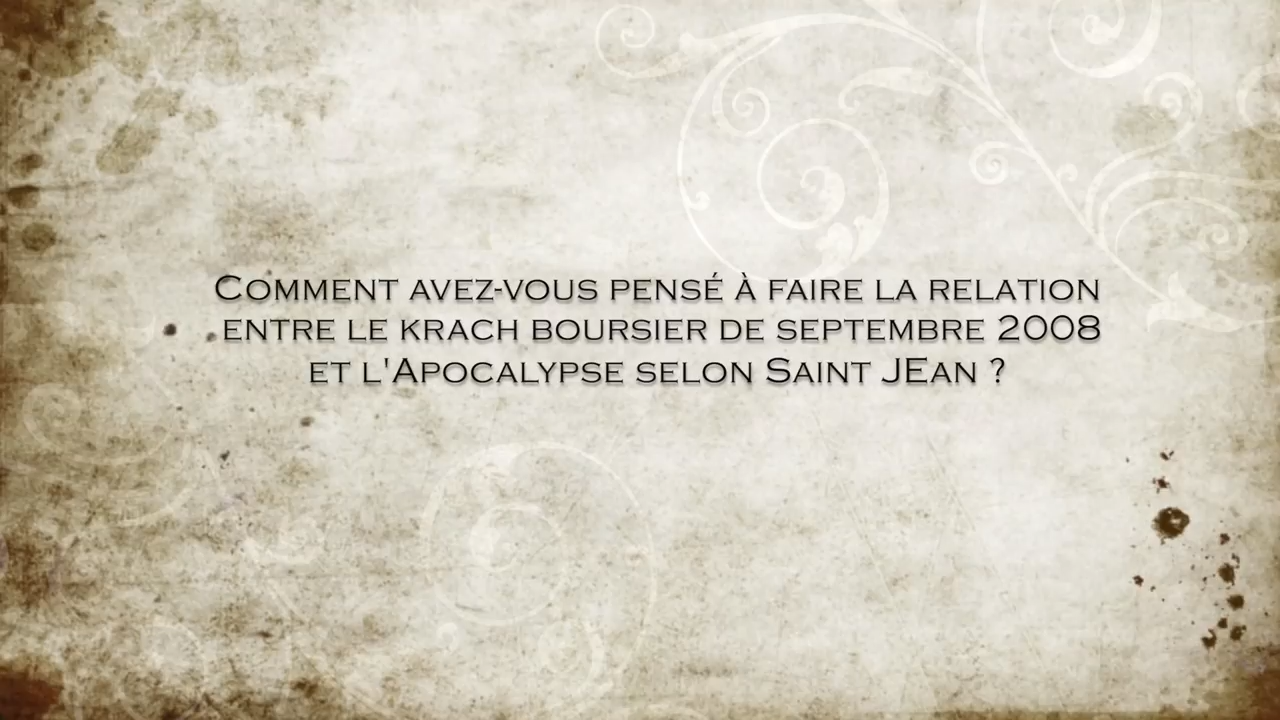 Comment avez-vous pensé à faire la relation
entre le krach boursier de septembre 2008
et l'Apocalypse selon Saint JEan ?